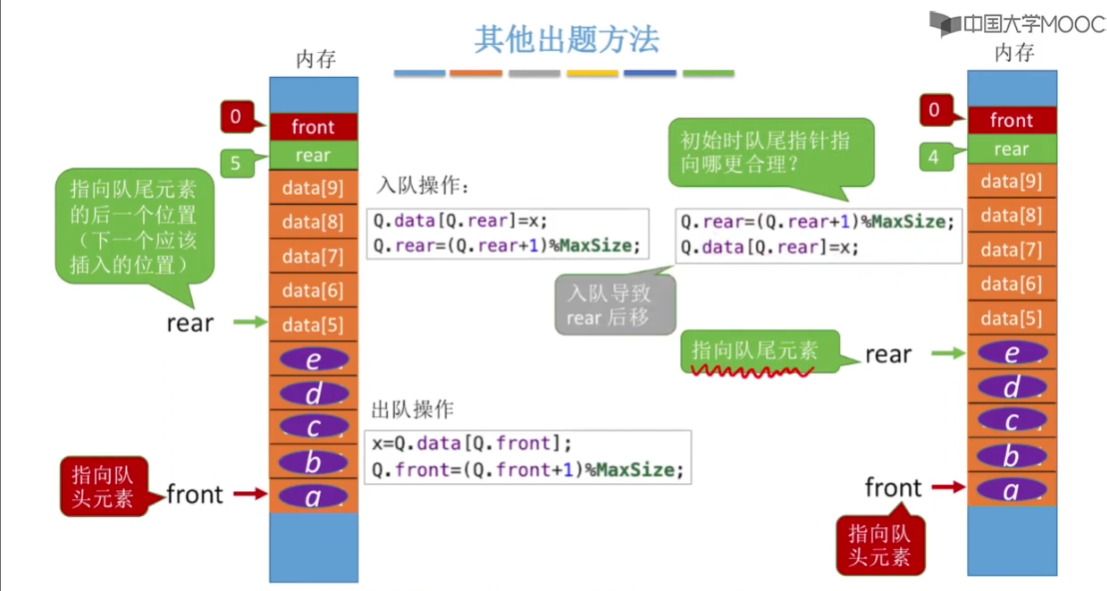 中国大学MOOC
其他出题方法
内存
0
front
5
rear
指向队尾元素
的后一个位置
（下一个应该
插入的位置）
data[9]
data[8]
data[7]
data[6]
rear
data[5]
e
d
c
b
指向队
头元素
front
a
入队操作：
Q.data[Q.rear]=x;
Q.rear=(Q.rear+1)%MaxSize;
入队导致
rear 后移
出队操作
x=Q.data[Q.front];
Q.front=(Q.front+1)%MaxSize;
初始时队尾指针指
向哪更合理？
Q.rear=(Q.rear+1)%MaxSize;
Q.data[Q.rear]=x;
内存
0
front
4
rear
data[9]
data[8]
data[7]
data[6]
data[5]
指向队尾元素
rear
e
d
c
b
front
a
指向队
头元素